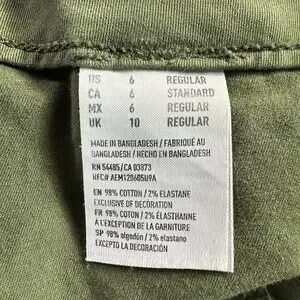 US 6 REGULAR
CA 6 STANDARD
MX 6 REGULAR
UK 10 REGULAR
MADE IN BANGLADESH / FABRIQUÉ AU
BANGLADESH / HECHO EN BANGLADESH
RN 54485/CA 03873
RFC# AEM120605U9A
EN 98% COTTON / 2% ELASTANE
EXCLUSIVE OF DECORATION
FR 98% COTON / 2% ÉLASTHANNE
À L'EXCEPTION DE LA GARNITURE
SP 98% algodón / 2% elastano
EXCEPTO LA DECORACIÓN